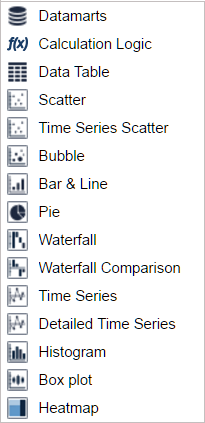 Datamarts
f(x) Calculation Logic
Data Table
Scatter
Time Series Scatter
Bubble
Bar & Line
Pie
Waterfall
Waterfall Comparison
Time Series
Detailed Time Series
Histogram
Box plot
Heatmap